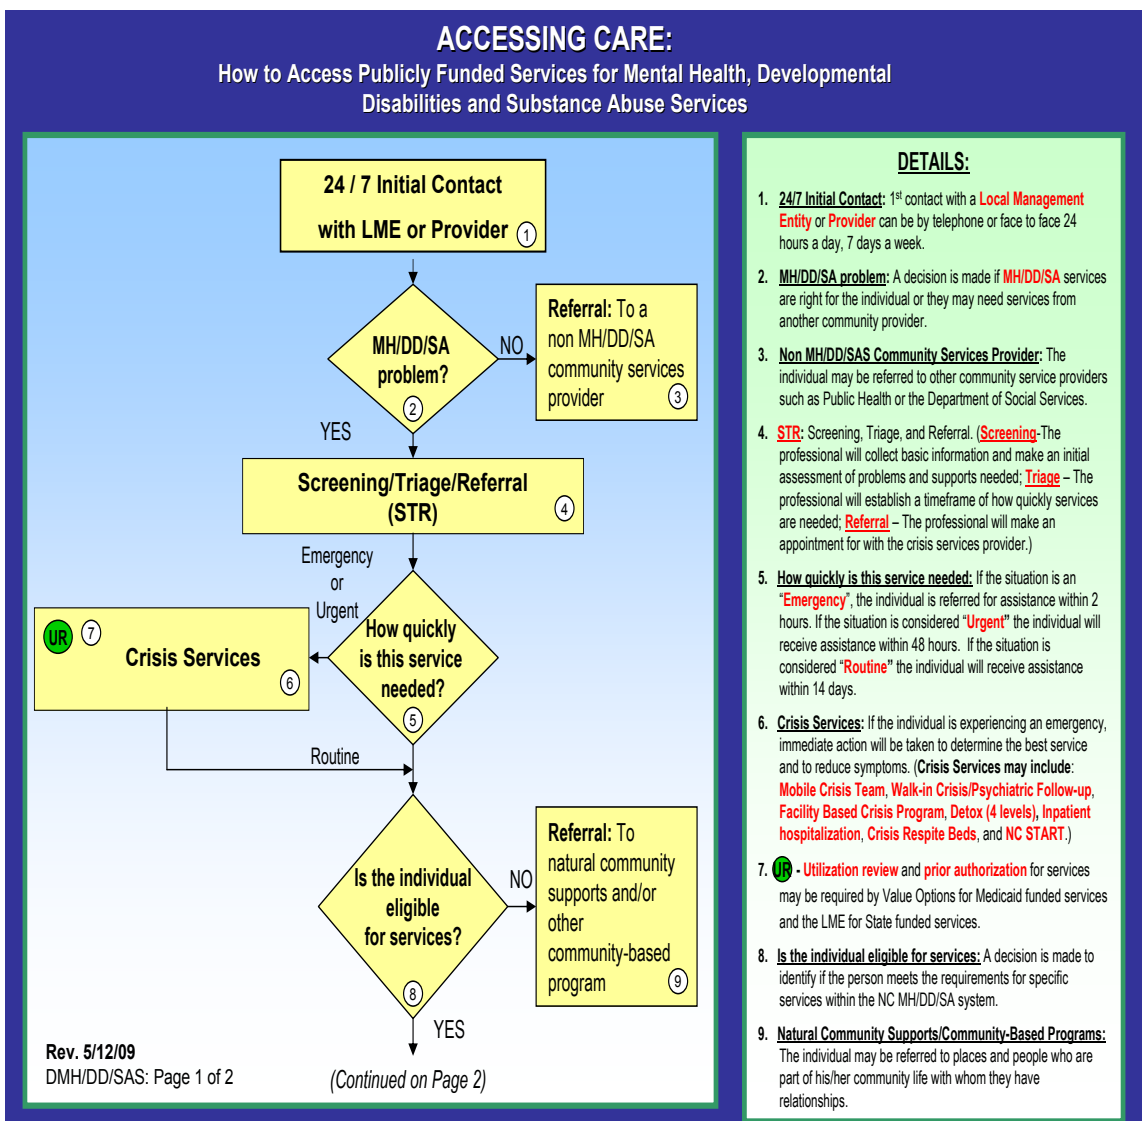 ACCESSING CARE:
How to Access Publicly Funded Services for Mental Health, Developmental
Disabilities and Substance Abuse Services
24 / 7 Initial Contact
with LME or Provider 1
MH/DD/SA
problem?
2
NO
Referral: To a
non MH/DD/SA
community services
provider 3
YES
Screening/Triage/Referral
(STR) 4
Emergency
or
Urgent
How quickly
is this service
needed?
5
UR 7
Crisis Services
6
Routine
Is the individual
eligible
for services?
8
NO
Referral: To
natural community
supports and/or
other
community-based
program 9
YES
(Continued on Page 2)
Rev. 5/12/09
DMH/DD/SAS: Page 1 of 2
DETAILS:
1. 24/7 Initial Contact: 1st contact with a Local Management
Entity or Provider can be by telephone or face to face 24
hours a day, 7 days a week.
2. MH/DD/SA problem: A decision is made if MH/DD/SA services
are right for the individual or they may need services from
another community provider.
3. Non MH/DD/SAS Community Services Provider: The
individual may be referred to other community service providers
such as Public Health or the Department of Social Services.
4. STR: Screening, Triage, and Referral. (Screening-The
professional will collect basic information and make an initial
assessment of problems and supports needed; Triage – The
professional will establish a timeframe of how quickly services
are needed; Referral – The professional will make an
appointment for with the crisis services provider.)
5. How quickly is this service needed: If the situation is an
“Emergency”, the individual is referred for assistance within 2
hours. If the situation is considered “Urgent” the individual will
receive assistance within 48 hours. If the situation is
considered “Routine” the individual will receive assistance
within 14 days.
6. Crisis Services: If the individual is experiencing an emergency,
immediate action will be taken to determine the best service
and to reduce symptoms. (Crisis Services may include:
Mobile Crisis Team, Walk-in Crisis/Psychiatric Follow-up,
Facility Based Crisis Program, Detox (4 levels), Inpatient
hospitalization, Crisis Respite Beds, and NC START.)
7. UR - Utilization review and prior authorization for services
may be required by Value Options for Medicaid funded services
and the LME for State funded services.
8. Is the individual eligible for services: A decision is made to
identify if the person meets the requirements for specific
services within the NC MH/DD/SA system.
9. Natural Community Supports/Community-Based Programs:
The individual may be referred to places and people who are
part of his/her community life with whom they have
relationships.